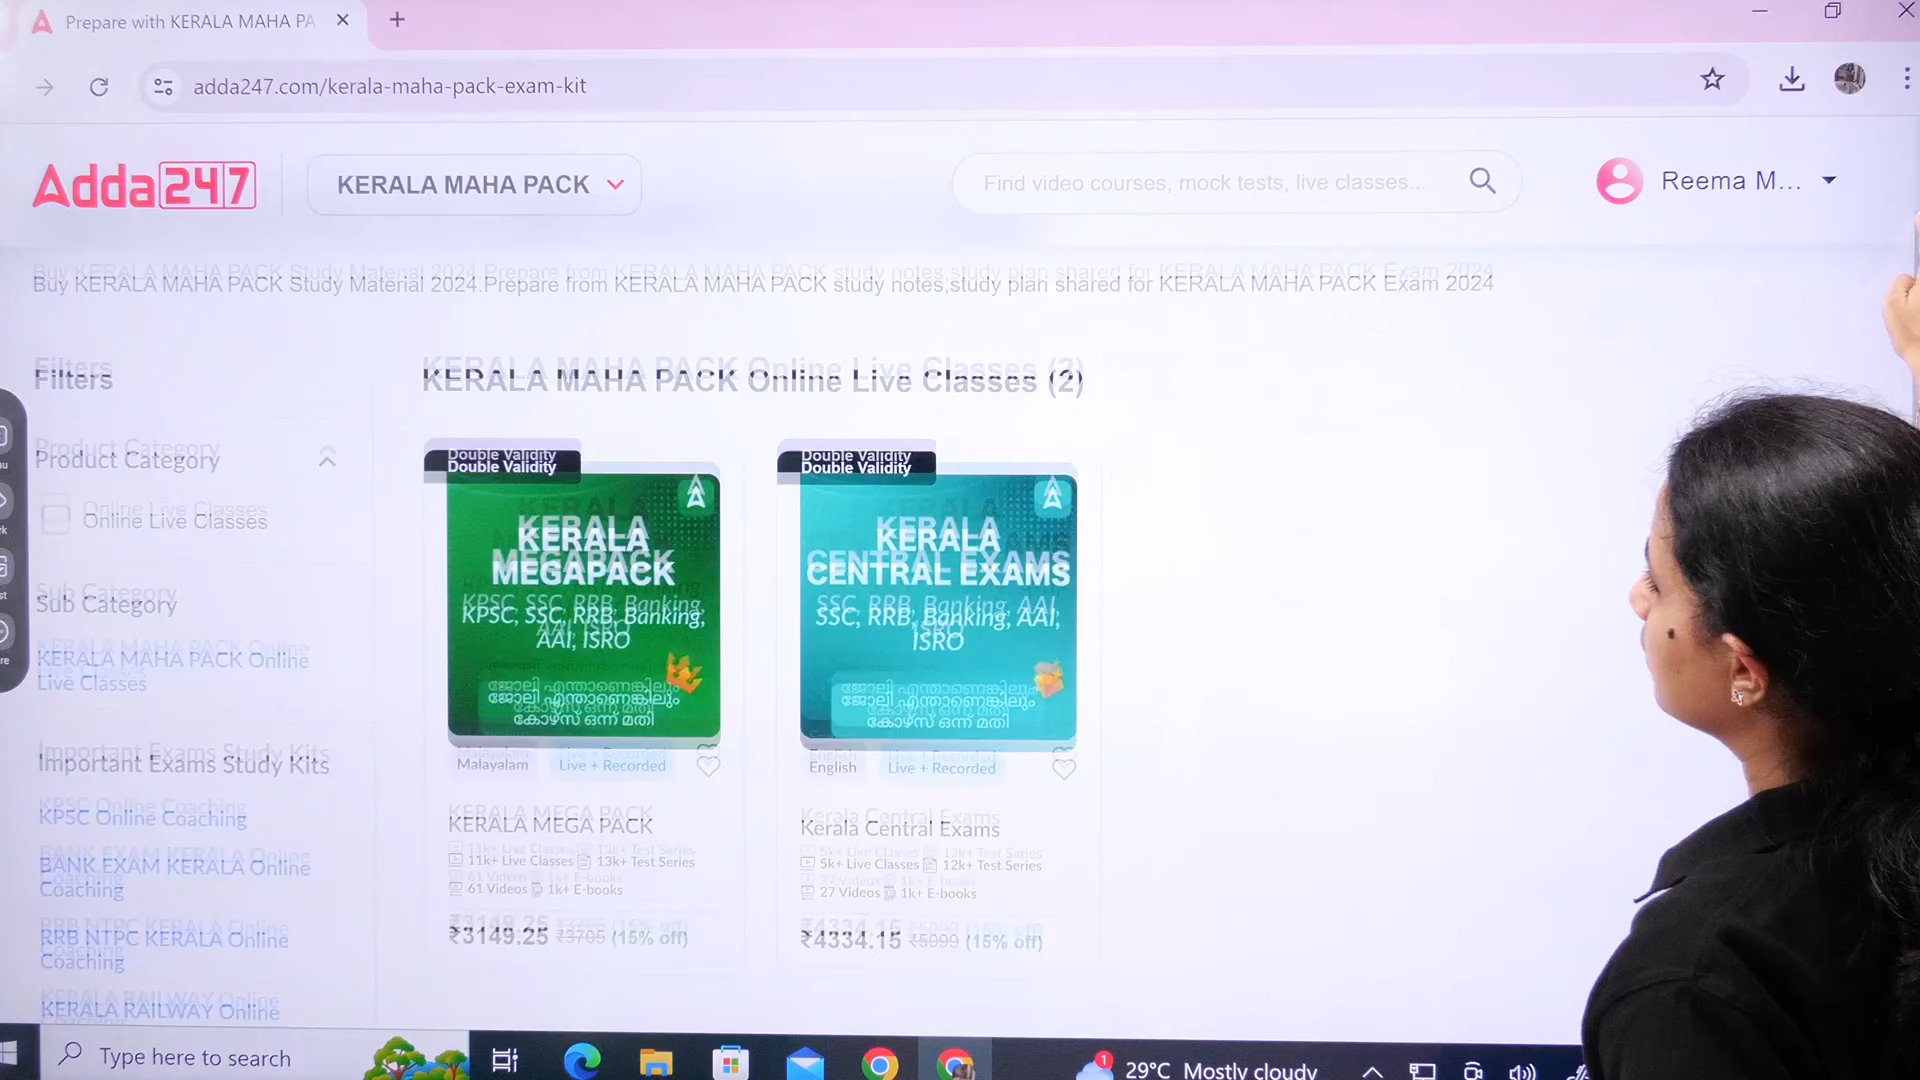 Prepare with KERALA MAHA PA
adda247.com/kerala-maha-pack-exam-kit
Adda247
KERALA MAHA PACK
Find video courses, mock tests, live classes...
Reema M...
Buy KERALA MAHA PACK Study Material 2024.Prepare from KERALA MAHA PACK study notes,study plan shared for KERALA MAHA PACK Exam 2024
Filters
Product Category
Online Live Classes
Sub Category
KERALA MAHA PACK Online
Live Classes
Important Exams Study Kits
KPSC Online Coaching
BANK EXAM KERALA Online
Coaching
RRB NTPC KERALA Online
Coaching
KERALA RAILWAY Online
KERALA MAHA PACK Online Live Classes (2)
Double Validity
KERALA
MEGAPACK
KPSC, SSC, RRB, Banking,
AAI, ISRO
ജോലി എന്താണെങ്കിലും
കോഴ്സ് ഒന്ന് മതി
Malayalam
Live + Recorded
KERALA MEGA PACK
11k+ Live Classes 13k+ Test Series
61 Videos 1k+ E-books
₹3149.25 ₹3705 (15% off)
Double Validity
KERALA
CENTRAL EXAMS
SSC, RRB, Banking, AAI,
ISRO
ജോലി എന്താണെങ്കിലും
കോഴ്സ് ഒന്ന് മതി
English
Live + Recorded
Kerala Central Exams
5k+ Live Classes 12k+ Test Series
27 Videos 1k+ E-books
₹4334.15 ₹5099 (15% off)
Type here to search
1
29°C Mostly cloudy